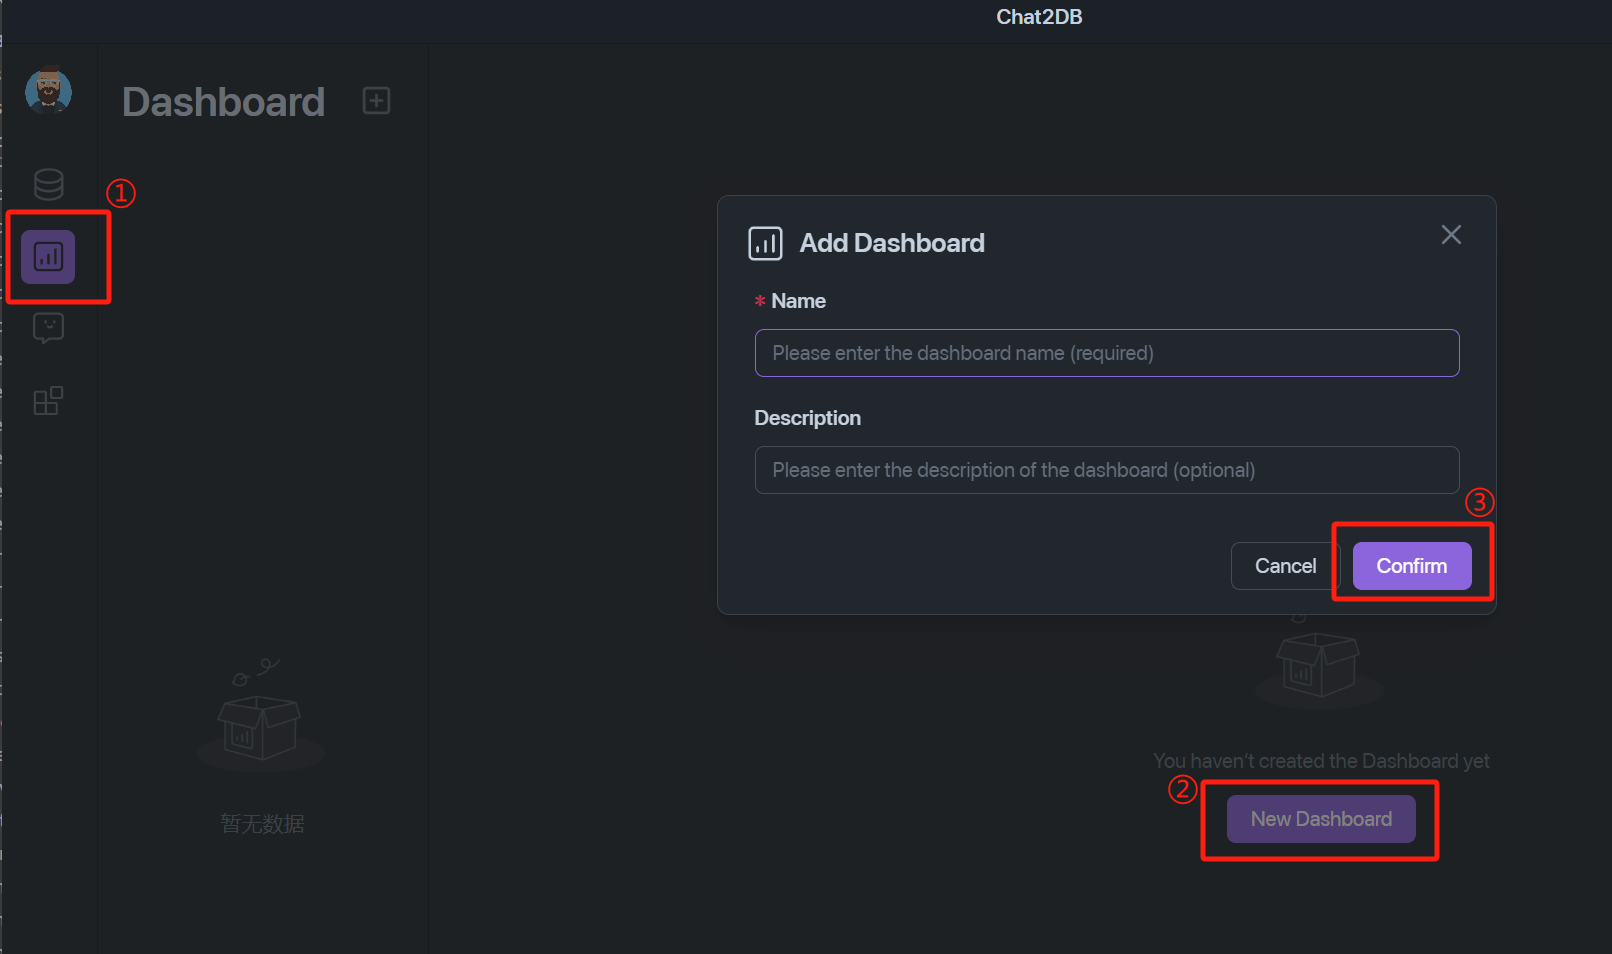 Chat2DB
Dashboard
①
Add Dashboard
* Name
Please enter the dashboard name (required)
Description
Please enter the description of the dashboard (optional)
③
Cancel
Confirm
You haven't created the Dashboard yet
②
New Dashboard
暂无数据